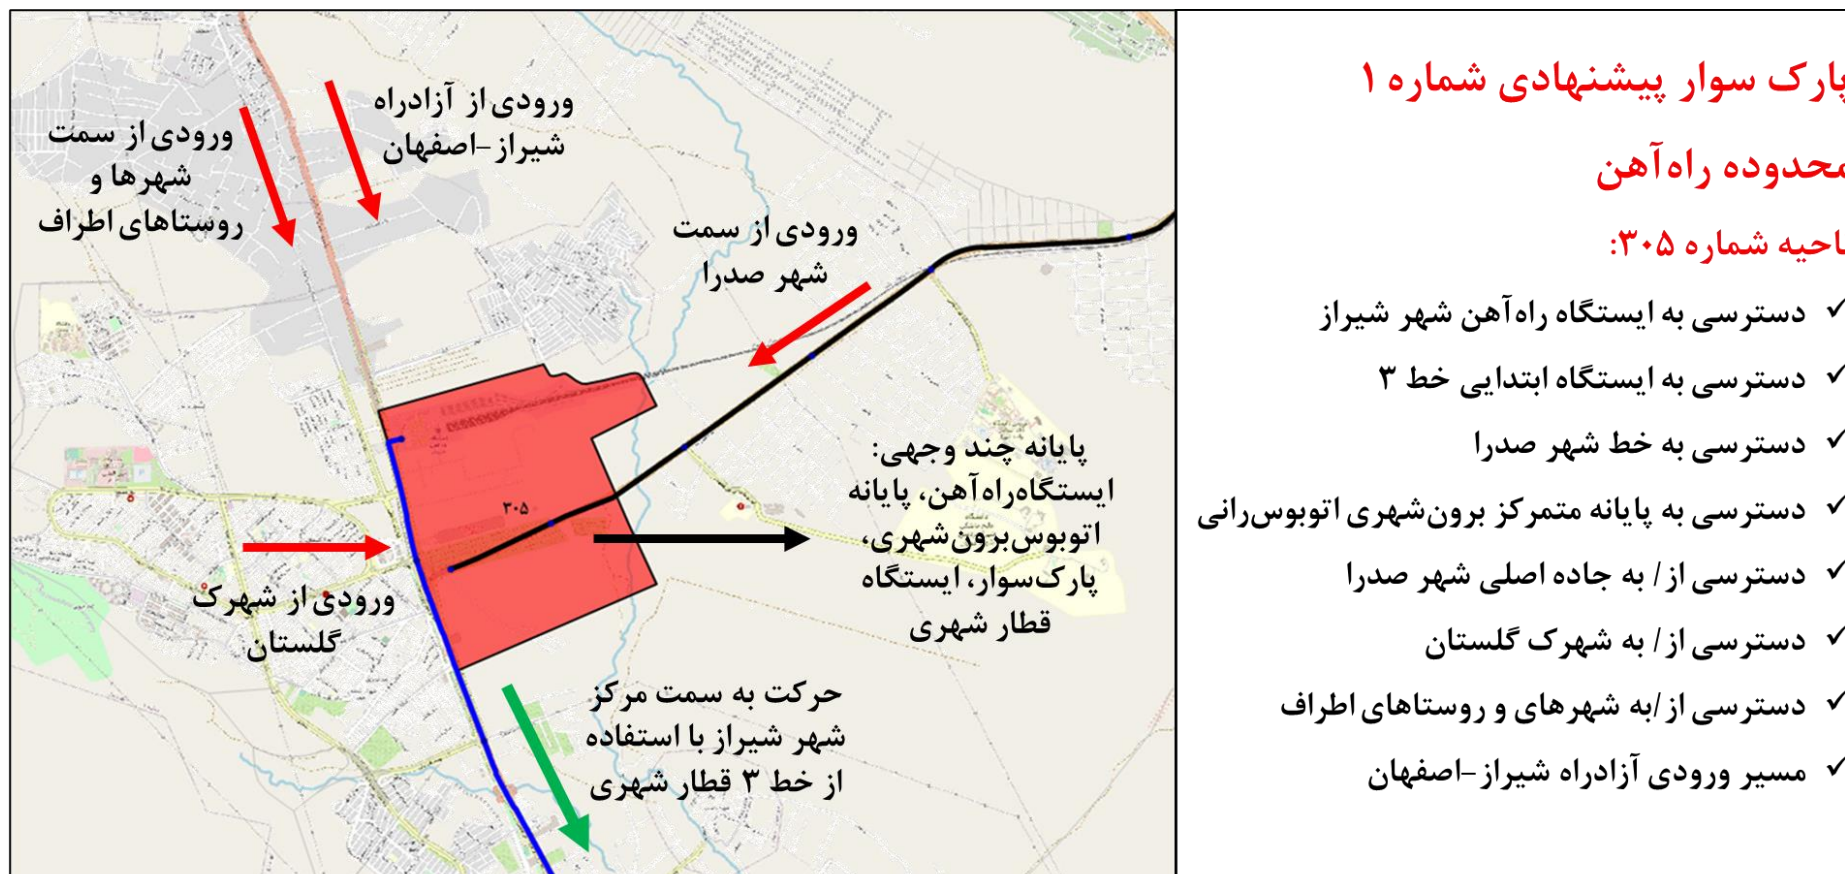 پارک سوار پیشنهادی شماره ۱
محدوده راه‌آهن
ناحیه شماره ۳۰۵:
✓ دسترسی به ایستگاه راه‌آهن شهر شیراز
✓ دسترسی به ایستگاه ابتدایی خط ۳
✓ دسترسی به خط شهر صدرا
✓ دسترسی به پایانه متمرکز برون‌شهری اتوبوس‌رانی
✓ دسترسی از/ به جاده اصلی شهر صدرا
✓ دسترسی از/ به شهرک گلستان
✓ دسترسی از/به شهرهای و روستاهای اطراف
✓ مسیر ورودی آزادراه شیراز-اصفهان
ورودی از آزادراه
شیراز-اصفهان
ورودی از سمت
شهرها و
روستاهای اطراف
ورودی از سمت
شهر صدرا
پایانه چند وجهی:
ایستگاه‌راه‌آهن، پایانه
اتوبوس‌برون‌شهری،
پارک‌سوار، ایستگاه
قطار شهری
۳۰۵
ورودی از شهرک
گلستان
حرکت به سمت مرکز
شهر شیراز با استفاده
از خط ۳ قطار شهری